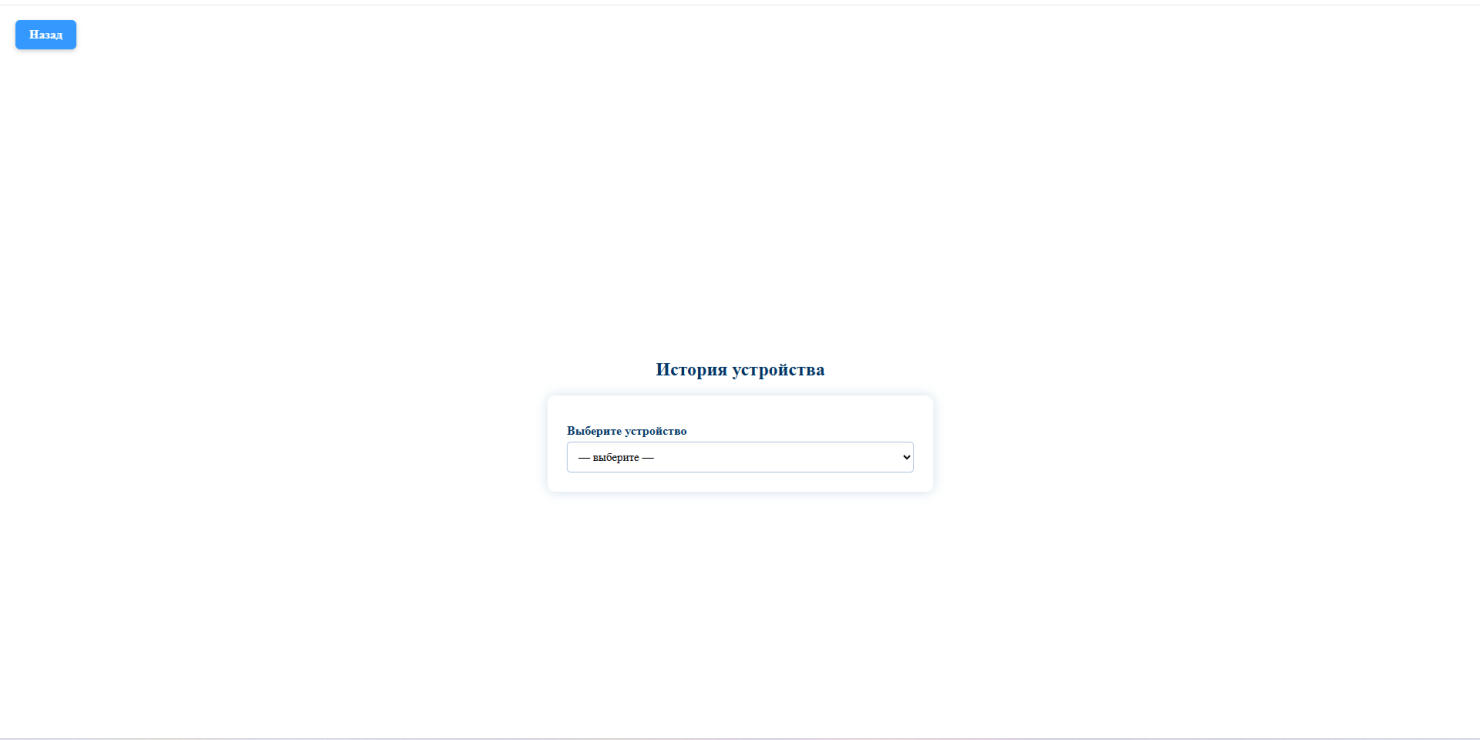 Назад
История устройства
Выберите устройство
— выберите —